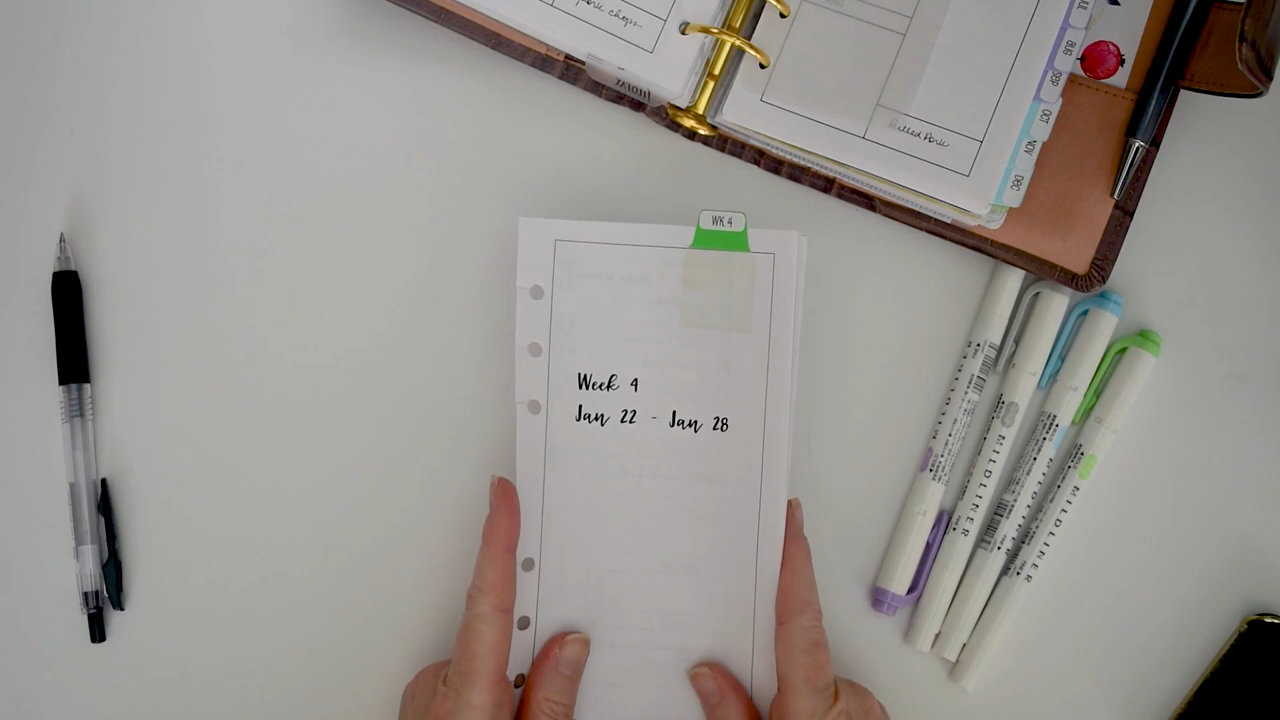 pork chops
Pulled Pork
JUL
AUG
SEP
OCT
NOV
DEC
WK 4
Week 4
Jan 22 - Jan 28
MILDLINER
MILDLINER
MILDLINER
MILDLINER